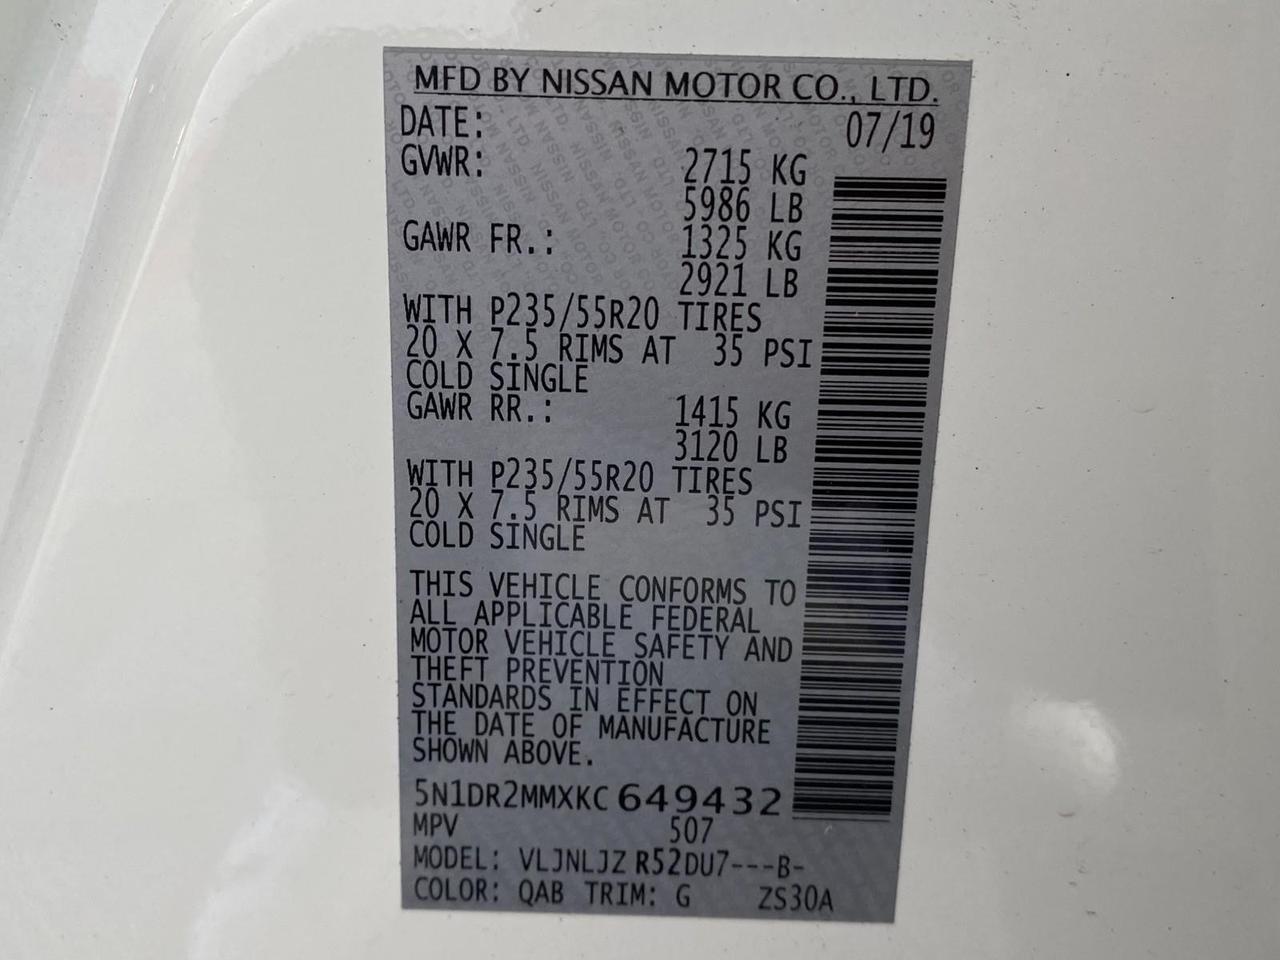 MFD BY NISSAN MOTOR CO., LTD.
DATE: 07/19
GVWR: 2715 KG
5986 LB
GAWR FR.: 1325 KG
2921 LB
WITH P235/55R20 TIRES
20 X 7.5 RIMS AT 35 PSI
COLD SINGLE
GAWR RR.: 1415 KG
3120 LB
WITH P235/55R20 TIRES
20 X 7.5 RIMS AT 35 PSI
COLD SINGLE
THIS VEHICLE CONFORMS TO
ALL APPLICABLE FEDERAL
MOTOR VEHICLE SAFETY AND
THEFT PREVENTION
STANDARDS IN EFFECT ON
THE DATE OF MANUFACTURE
SHOWN ABOVE.
5N1DR2MMXKC 649432
MPV 507
MODEL: VLJNLJZ R52DU7---B-
COLOR: QAB TRIM: G ZS30A